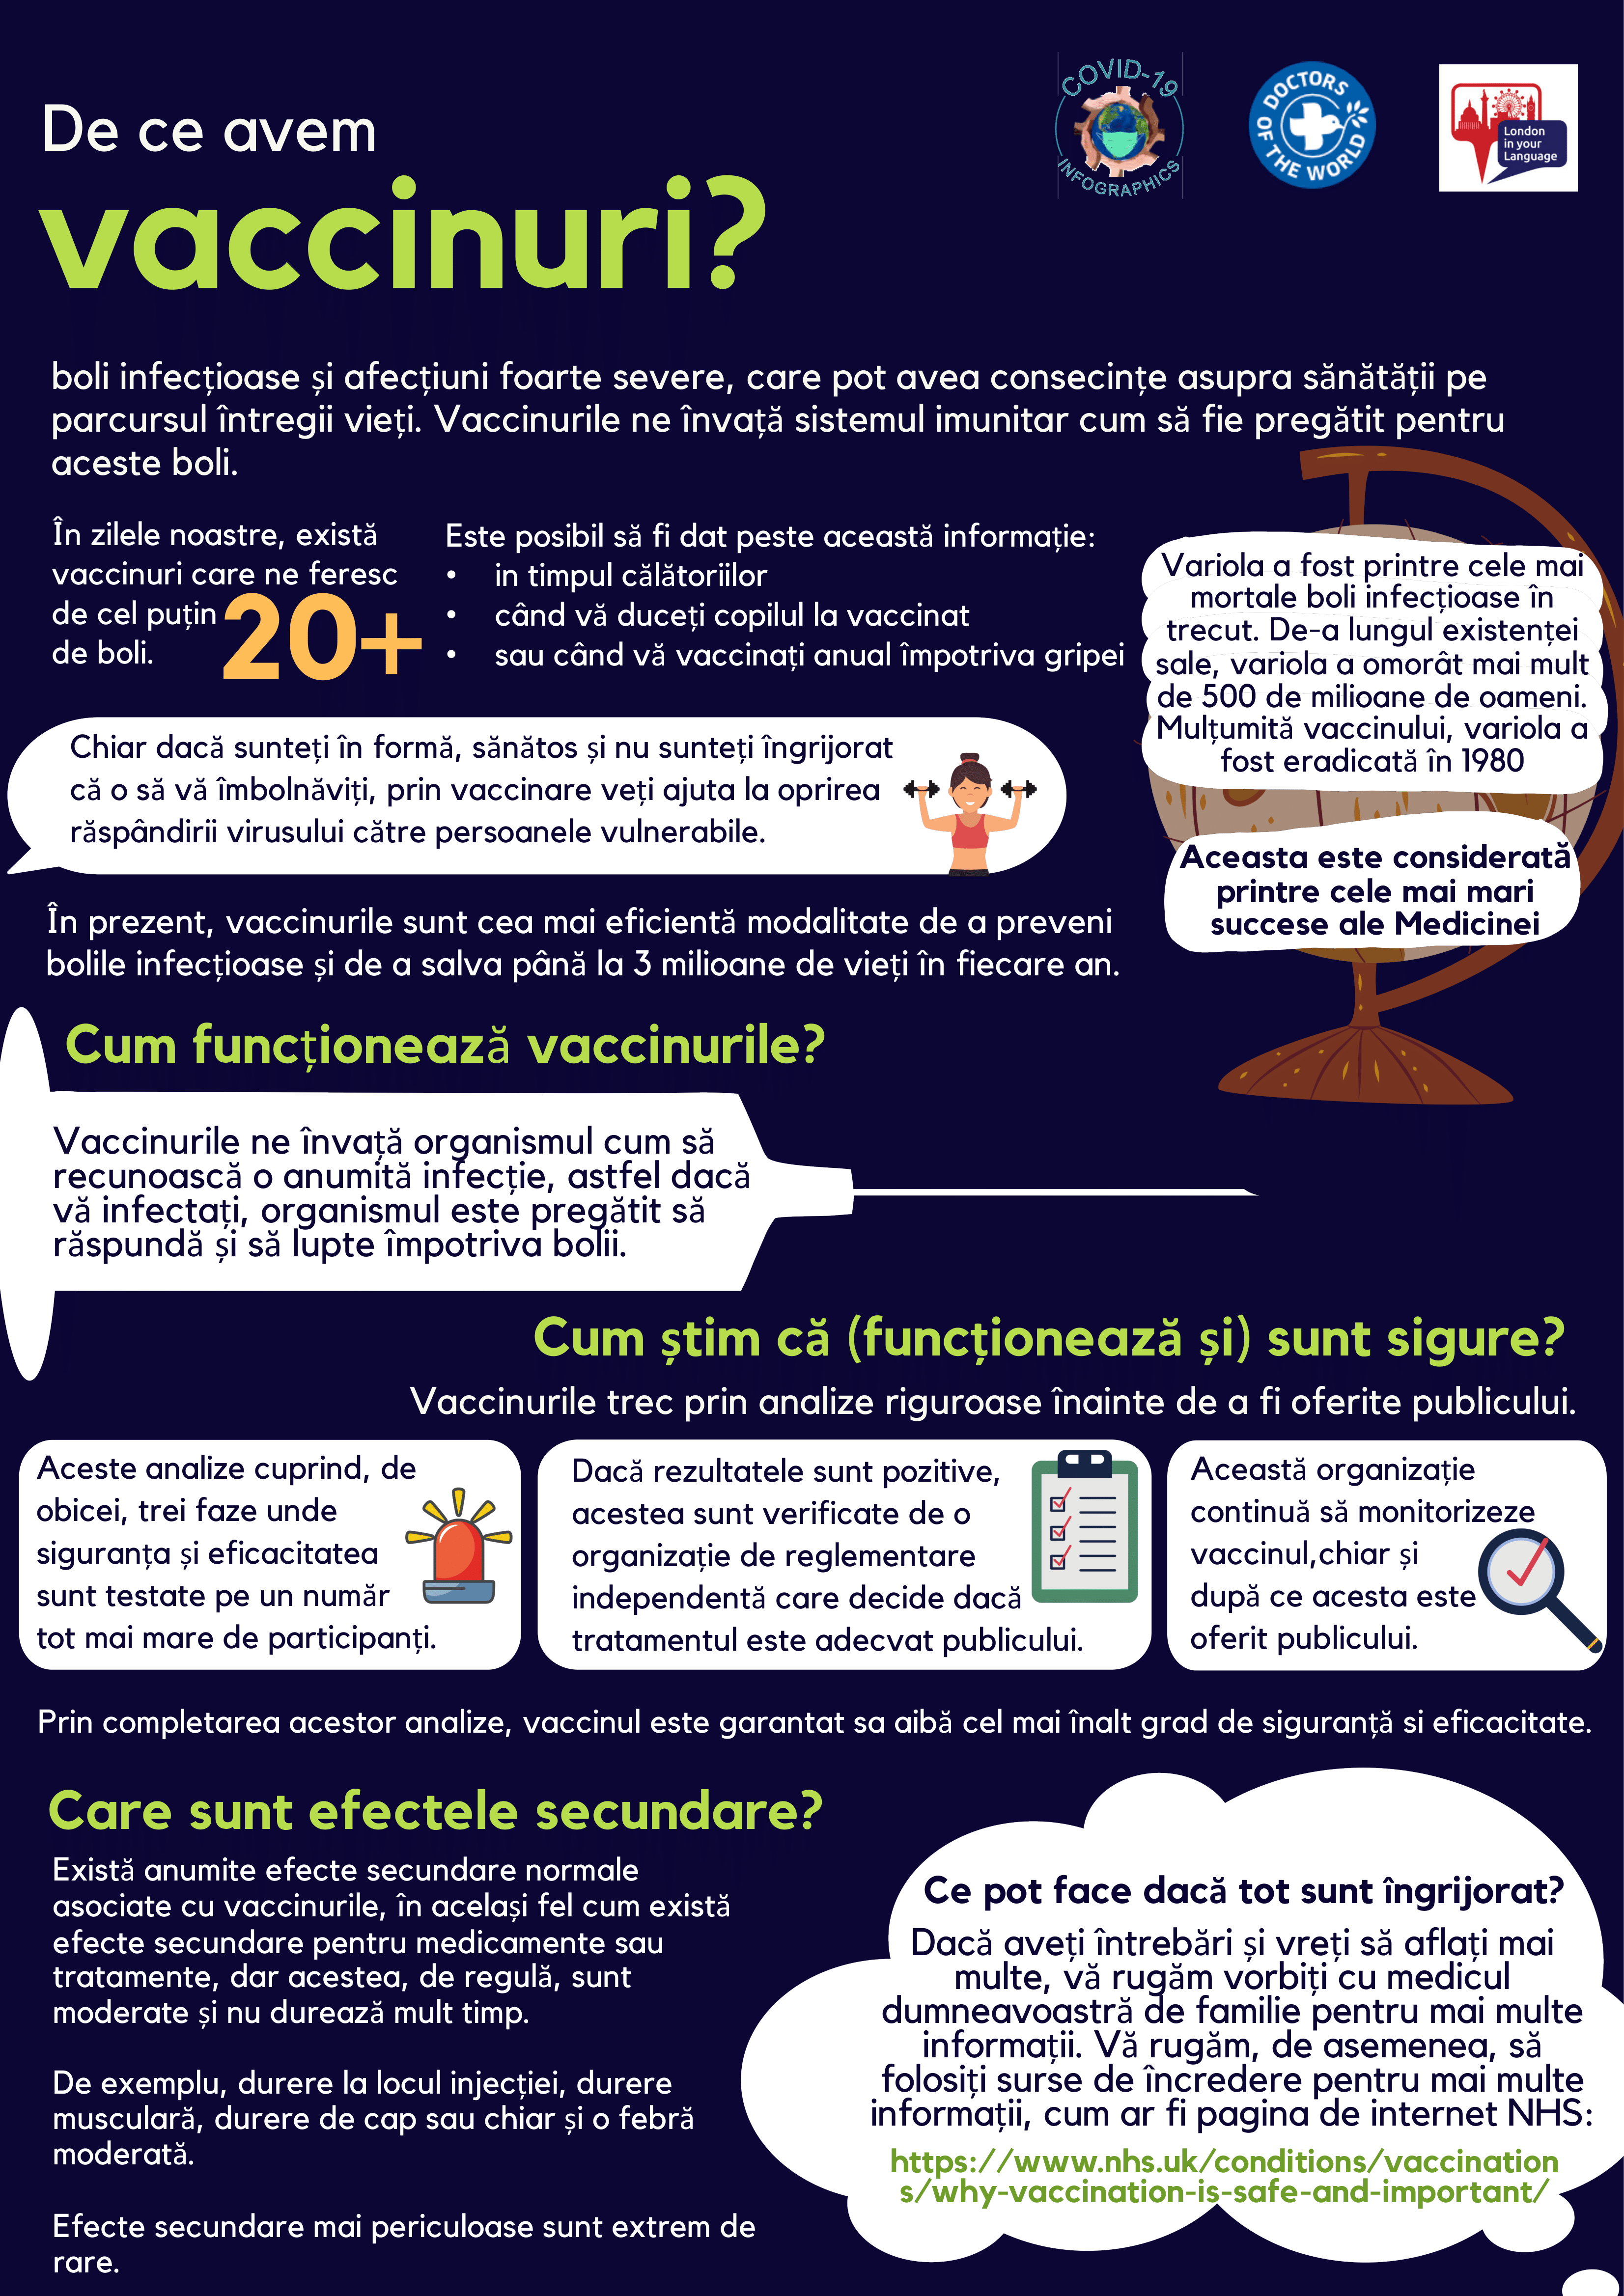 COVID-19
INFOGRAPHICS
DOCTORS
OF THE WORLD
London
in your
Language
De ce avem
vaccinuri?
boli infecțioase și afecțiuni foarte severe, care pot avea consecințe asupra sănătății pe
parcursul întregii vieți. Vaccinurile ne învață sistemul imunitar cum să fie pregătit pentru
aceste boli.
În zilele noastre, există
vaccinuri care ne feresc
de cel puțin 20+
de boli.
Este posibil să fi dat peste această informație:
• in timpul călătoriilor
• când vă duceți copilul la vaccinat
• sau când vă vaccinați anual împotriva gripei
Variola a fost printre cele mai
mortale boli infecțioase în
trecut. De-a lungul existenței
sale, variola a omorât mai mult
de 500 de milioane de oameni.
Mulțumită vaccinului, variola a
fost eradicată în 1980
Aceasta este considerată
printre cele mai mari
succese ale Medicinei
Chiar dacă sunteți în formă, sănătos și nu sunteți îngrijorat
că o să vă îmbolnăviți, prin vaccinare veți ajuta la oprirea
răspândirii virusului către persoanele vulnerabile.
În prezent, vaccinurile sunt cea mai eficientă modalitate de a preveni
bolile infecțioase și de a salva până la 3 milioane de vieți în fiecare an.
Cum funcționează vaccinurile?
Vaccinurile ne învață organismul cum să
recunoască o anumită infecție, astfel dacă
vă infectați, organismul este pregătit să
răspundă și să lupte împotriva bolii.
Cum știm că (funcționează și) sunt sigure?
Vaccinurile trec prin analize riguroase înainte de a fi oferite publicului.
Aceste analize cuprind, de
obicei, trei faze unde
siguranța și eficacitatea
sunt testate pe un număr
tot mai mare de participanți.
Dacă rezultatele sunt pozitive,
acestea sunt verificate de o
organizație de reglementare
independentă care decide dacă
tratamentul este adecvat publicului.
Această organizație
continuă să monitorizeze
vaccinul,chiar și
după ce acesta este
oferit publicului.
Prin completarea acestor analize, vaccinul este garantat sa aibă cel mai înalt grad de siguranță si eficacitate.
Care sunt efectele secundare?
Există anumite efecte secundare normale
asociate cu vaccinurile, în același fel cum există
efecte secundare pentru medicamente sau
tratamente, dar acestea, de regulă, sunt
moderate și nu durează mult timp.
De exemplu, durere la locul injecției, durere
musculară, durere de cap sau chiar și o febră
moderată.
Efecte secundare mai periculoase sunt extrem de
rare.
Ce pot face dacă tot sunt îngrijorat?
Dacă aveți întrebări și vreți să aflați mai
multe, vă rugăm vorbiți cu medicul
dumneavoastră de familie pentru mai multe
informații. Vă rugăm, de asemenea, să
folosiți surse de încredere pentru mai multe
informații, cum ar fi pagina de internet NHS:
https://www.nhs.uk/conditions/vaccination
s/why-vaccination-is-safe-and-important/